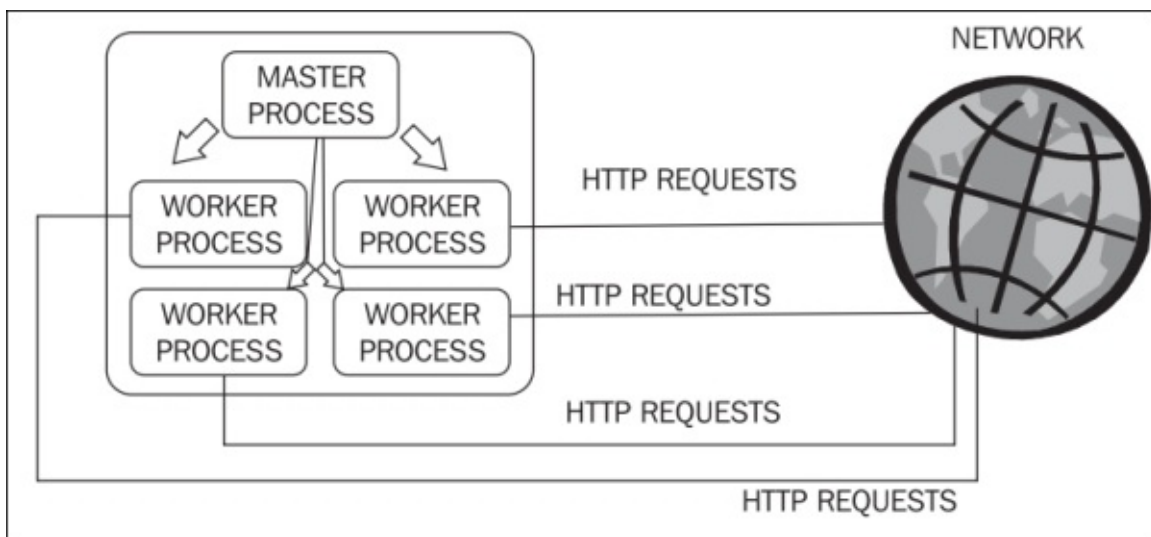 NETWORK
MASTER
PROCESS
HTTP REQUESTS
WORKER
PROCESS
WORKER
PROCESS
HTTP REQUESTS
WORKER
PROCESS
WORKER
PROCESS
HTTP REQUESTS
HTTP REQUESTS